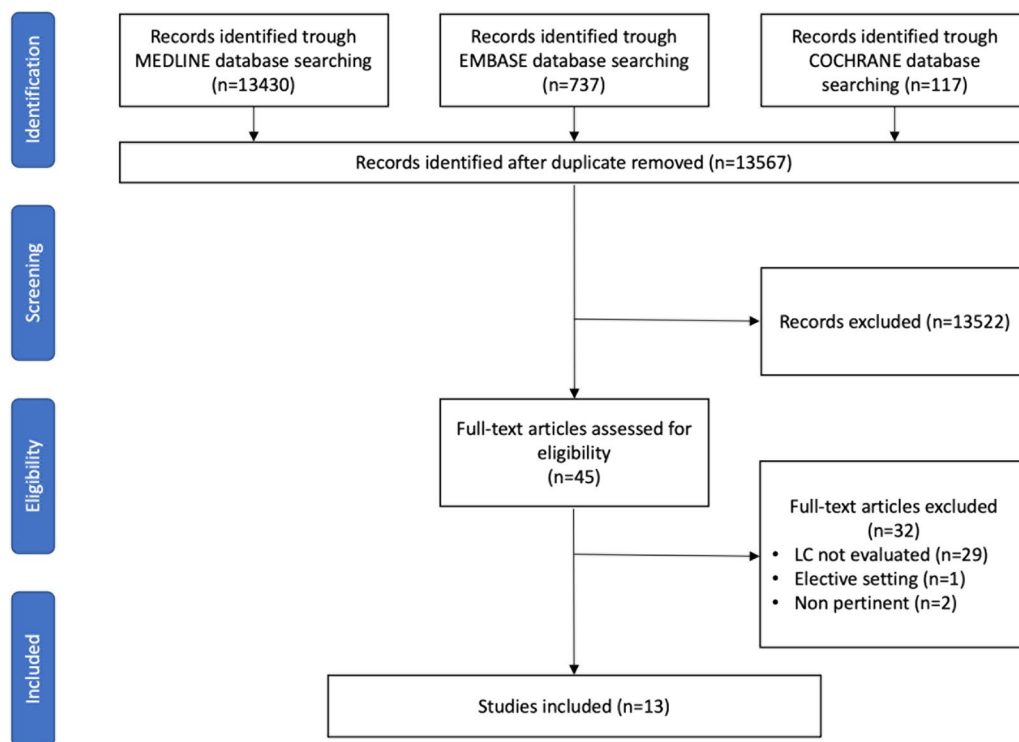 Identification
Records identified trough
MEDLINE database searching
(n=13430)
Records identified trough
EMBASE database searching
(n=737)
Records identified trough
COCHRANE database
searching (n=117)
Records identified after duplicate removed (n=13567)
Screening
Records excluded (n=13522)
Eligibility
Full-text articles assessed for
eligibility
(n=45)
Full-text articles excluded
(n=32)
• LC not evaluated (n=29)
• Elective setting (n=1)
• Non pertinent (n=2)
Included
Studies included (n=13)